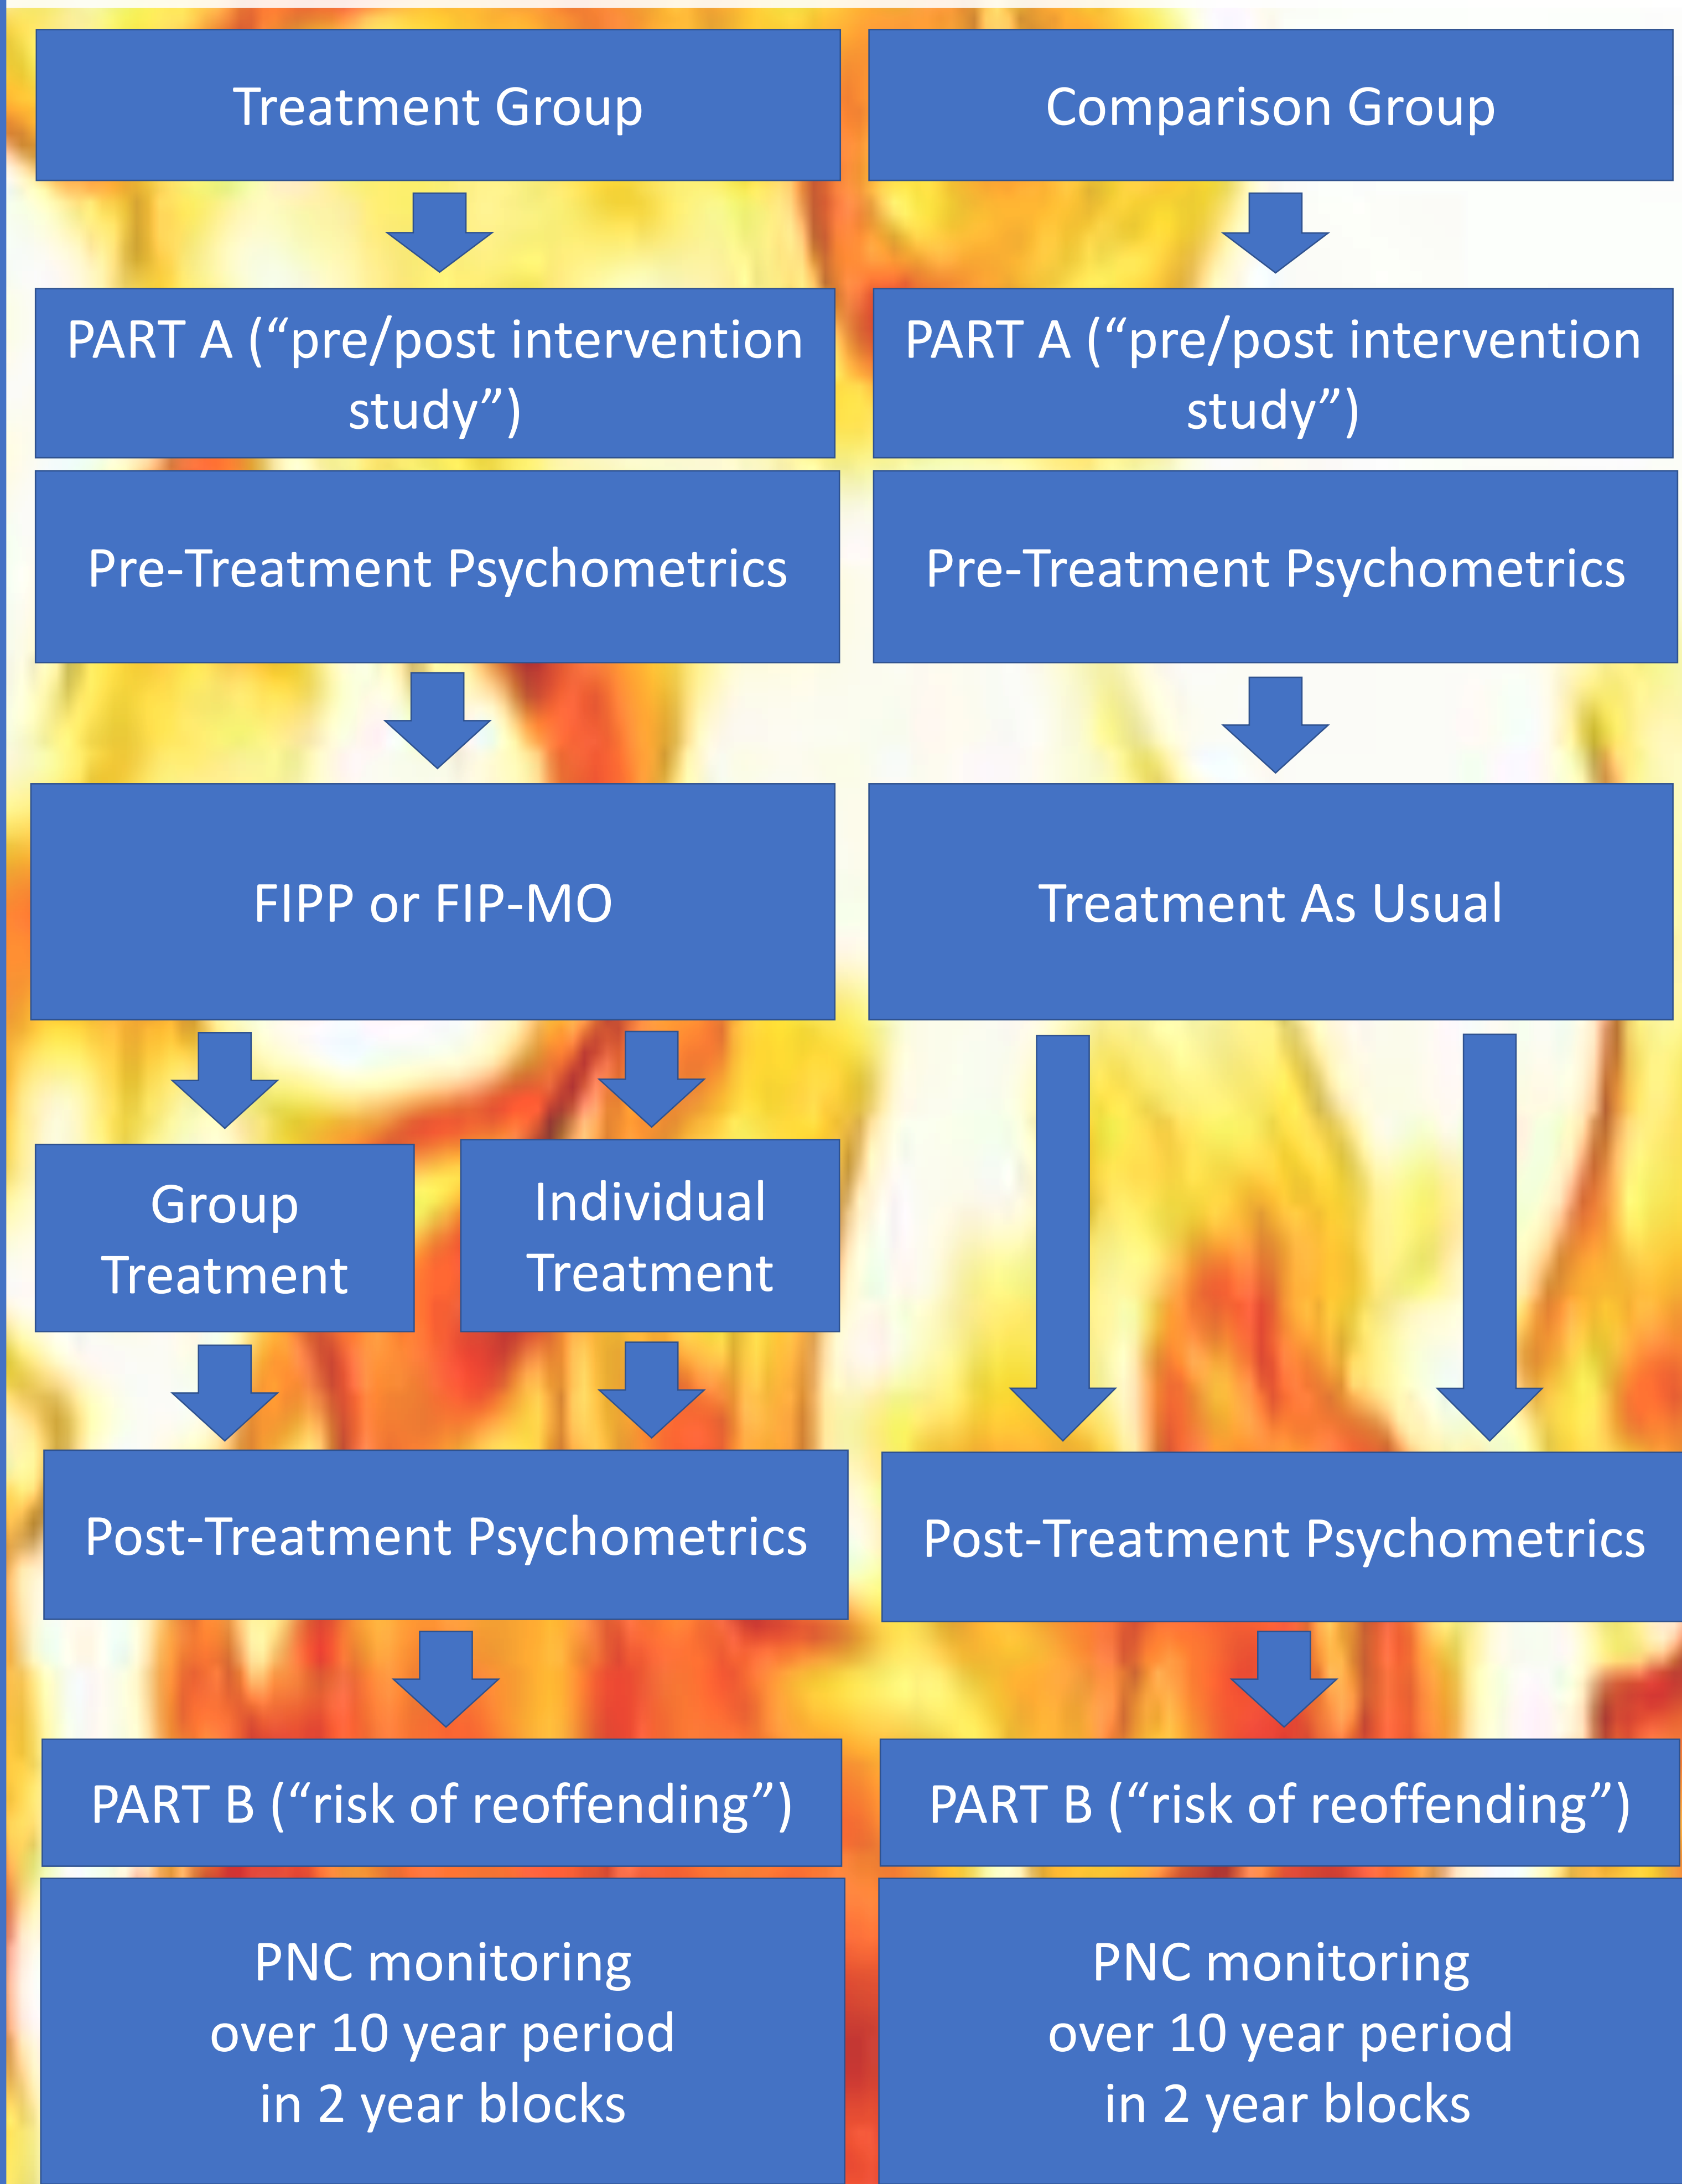 Treatment Group
Comparison Group
PART A (“pre/post intervention
study”)
PART A (“pre/post intervention
study”)
Pre-Treatment Psychometrics
Pre-Treatment Psychometrics
FIPP or FIP-MO
Treatment As Usual
Group
Treatment
Individual
Treatment
Post-Treatment Psychometrics
Post-Treatment Psychometrics
PART B (“risk of reoffending”)
PART B (“risk of reoffending”)
PNC monitoring
over 10 year period
in 2 year blocks
PNC monitoring
over 10 year period
in 2 year blocks